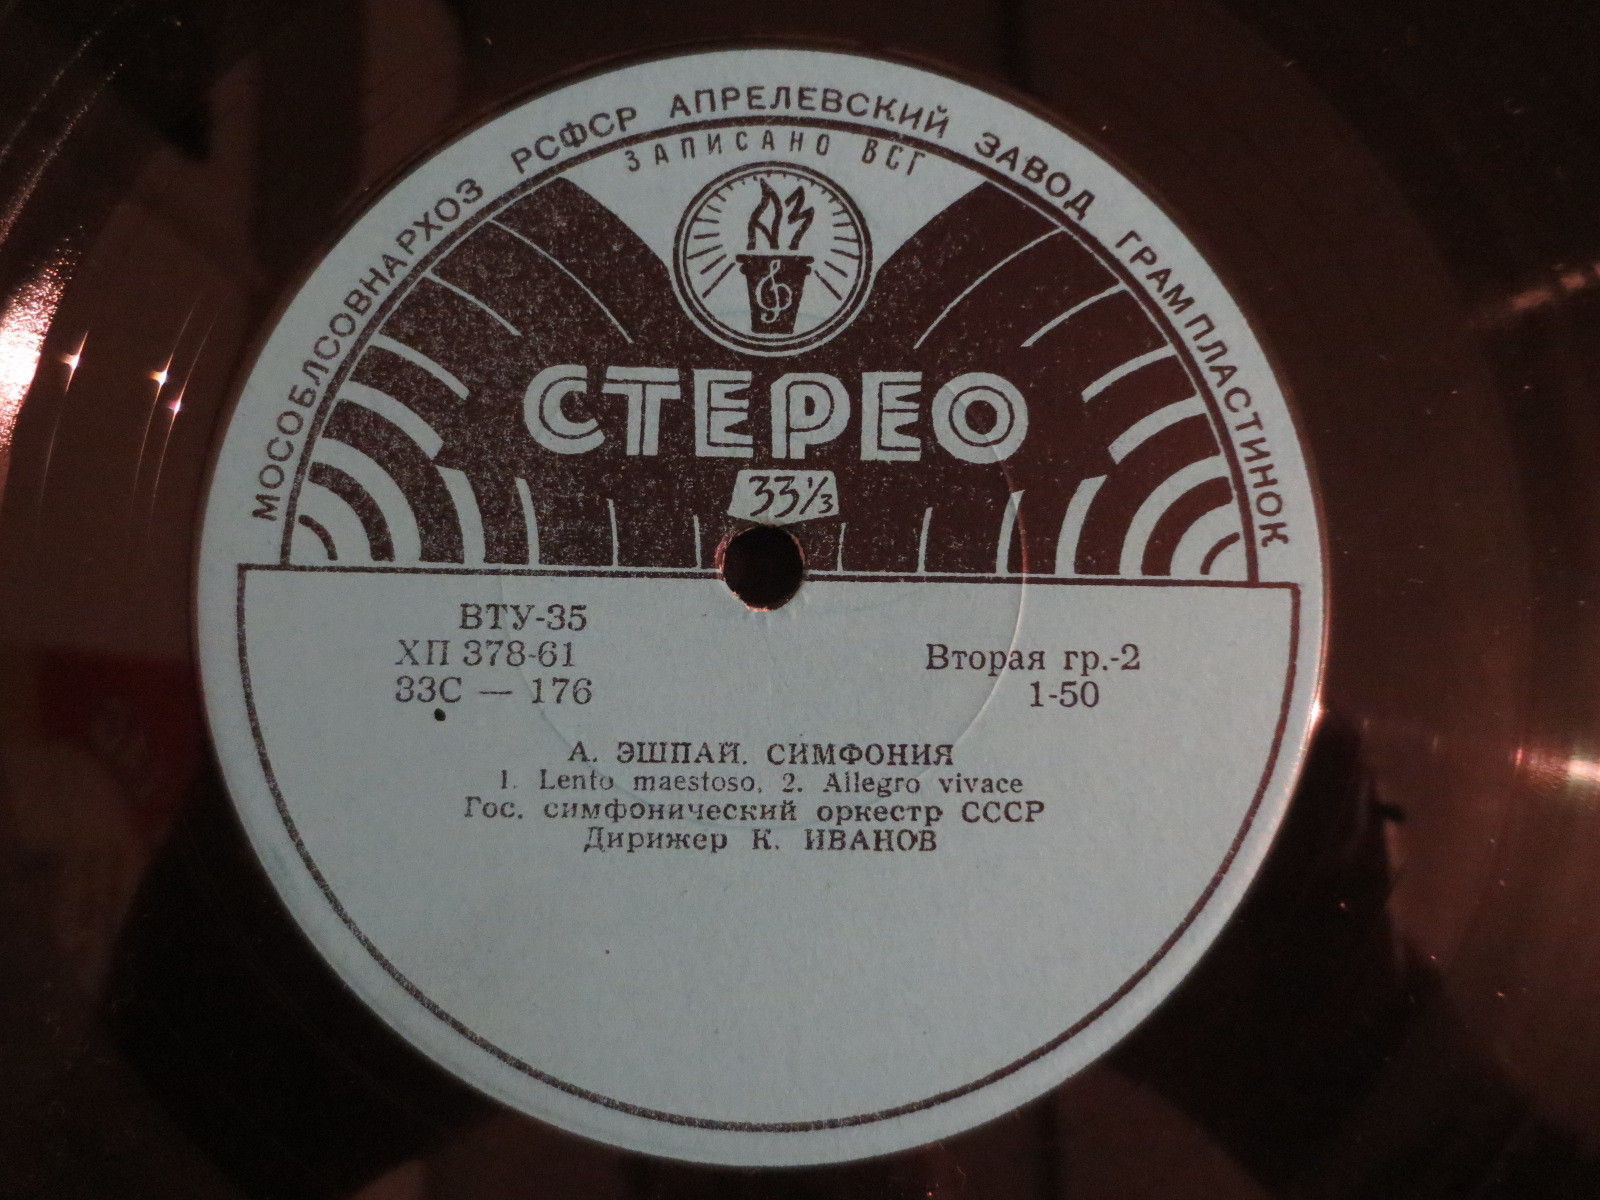 МОСОБЛСОВНАРХОЗ РСФСР АПРЕЛЕВСКИЙ ЗАВОД ГРАМПЛАСТИНОК
ЗАПИСАНО ВСГ
АЗ
СТЕРЕО
33⅓
ВТУ-35
ХП 378-61
33С — 176
Вторая гр.-2
1-50
А. ЭШПАЙ. СИМФОНИЯ
1. Lento maestoso, 2. Allegro vivace
Гос. симфонический оркестр СССР
Дирижер К. ИВАНОВ